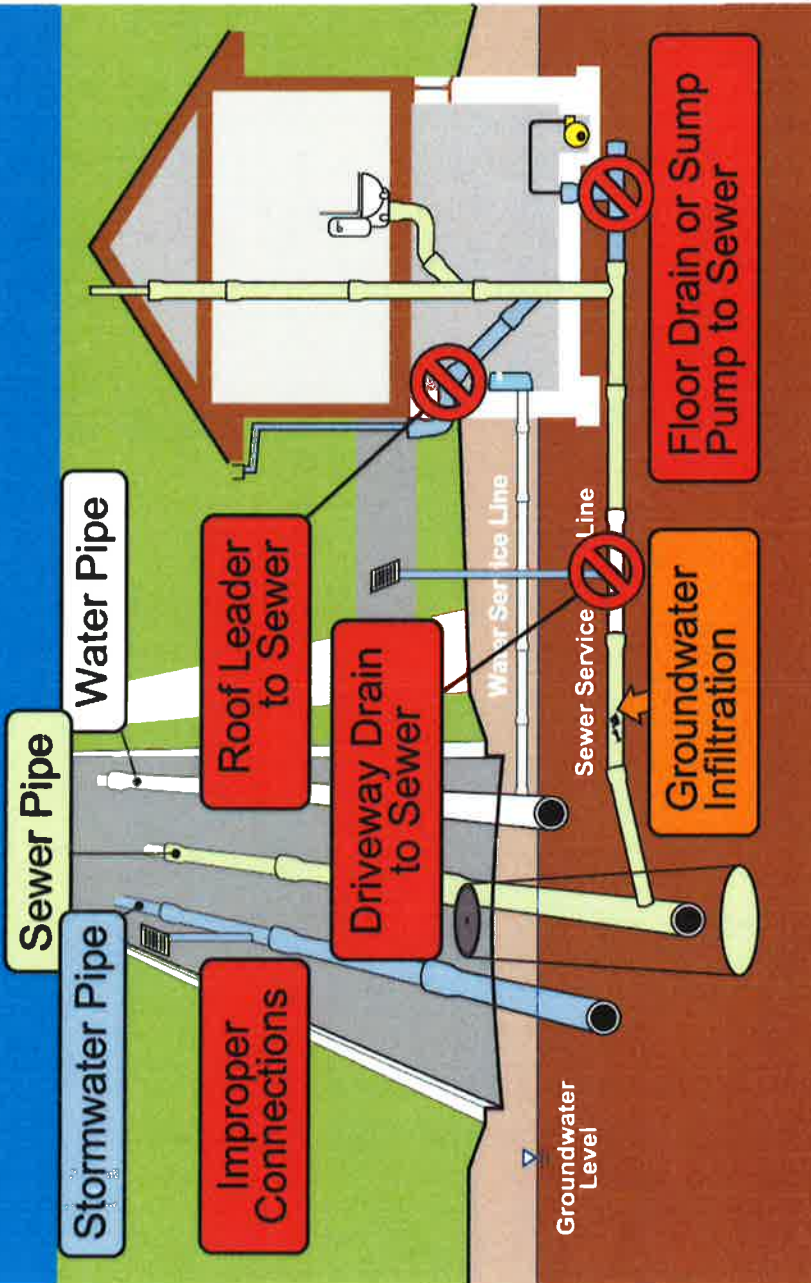 Sewer Pipe
Stormwater Pipe
Water Pipe
Improper
Connections
Roof Leader
to Sewer
Driveway Drain
to Sewer
Water Service Line
Sewer Service Line
Groundwater
Level
Groundwater
Infiltration
Floor Drain or Sump
Pump to Sewer